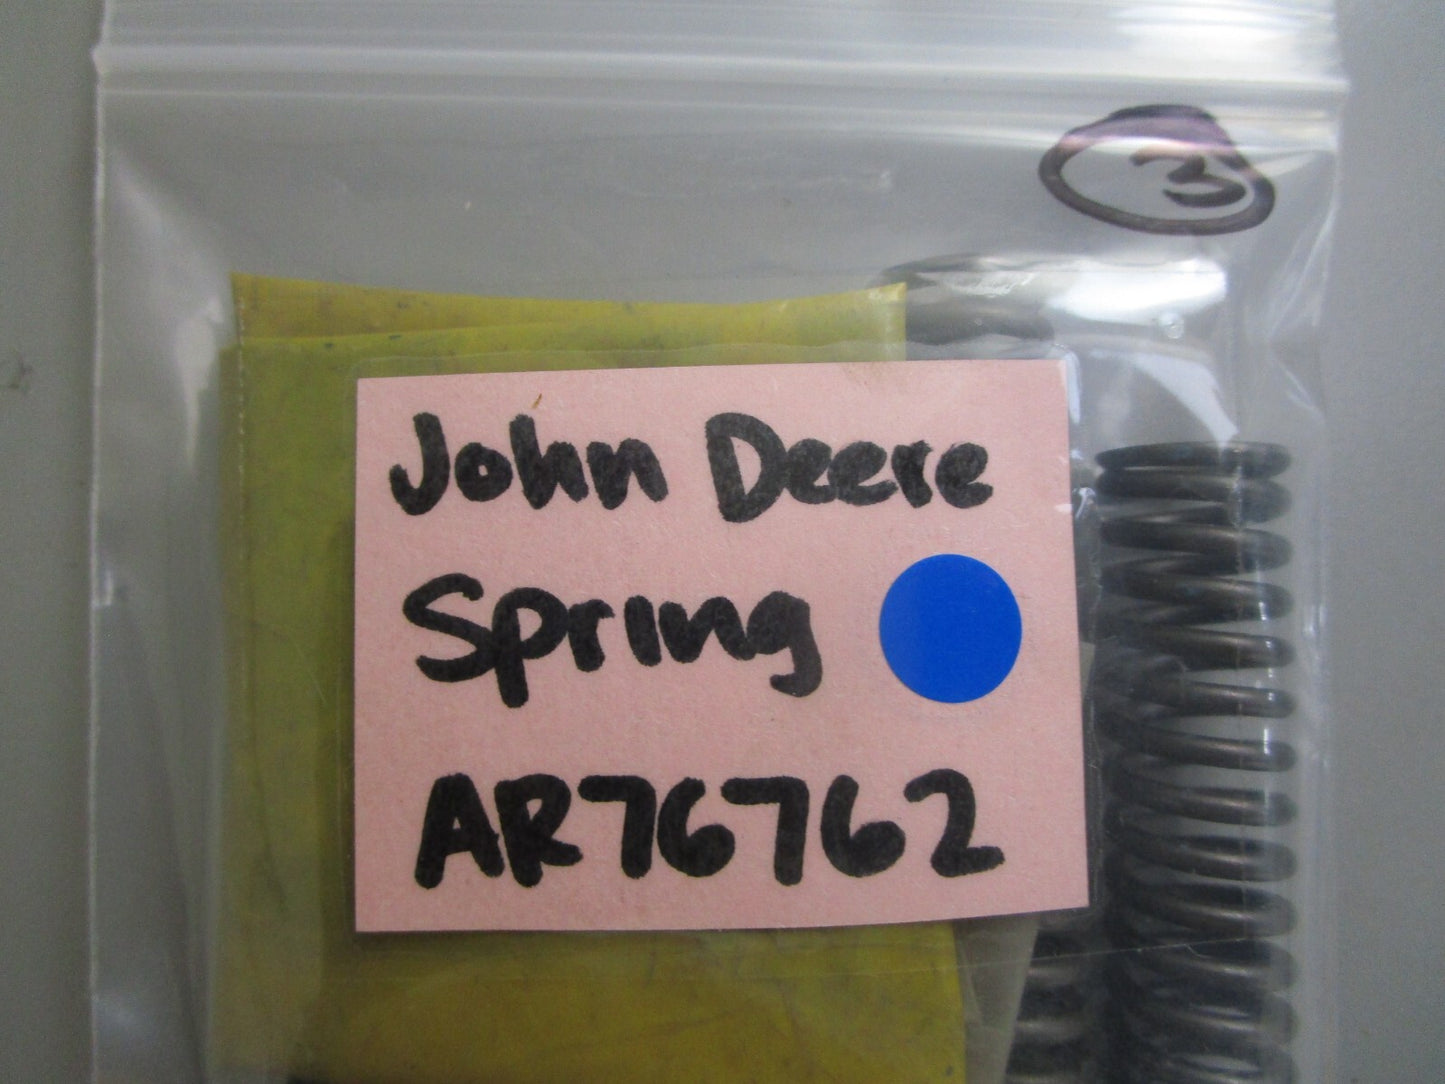 3
John Deere
Spring
AR76762